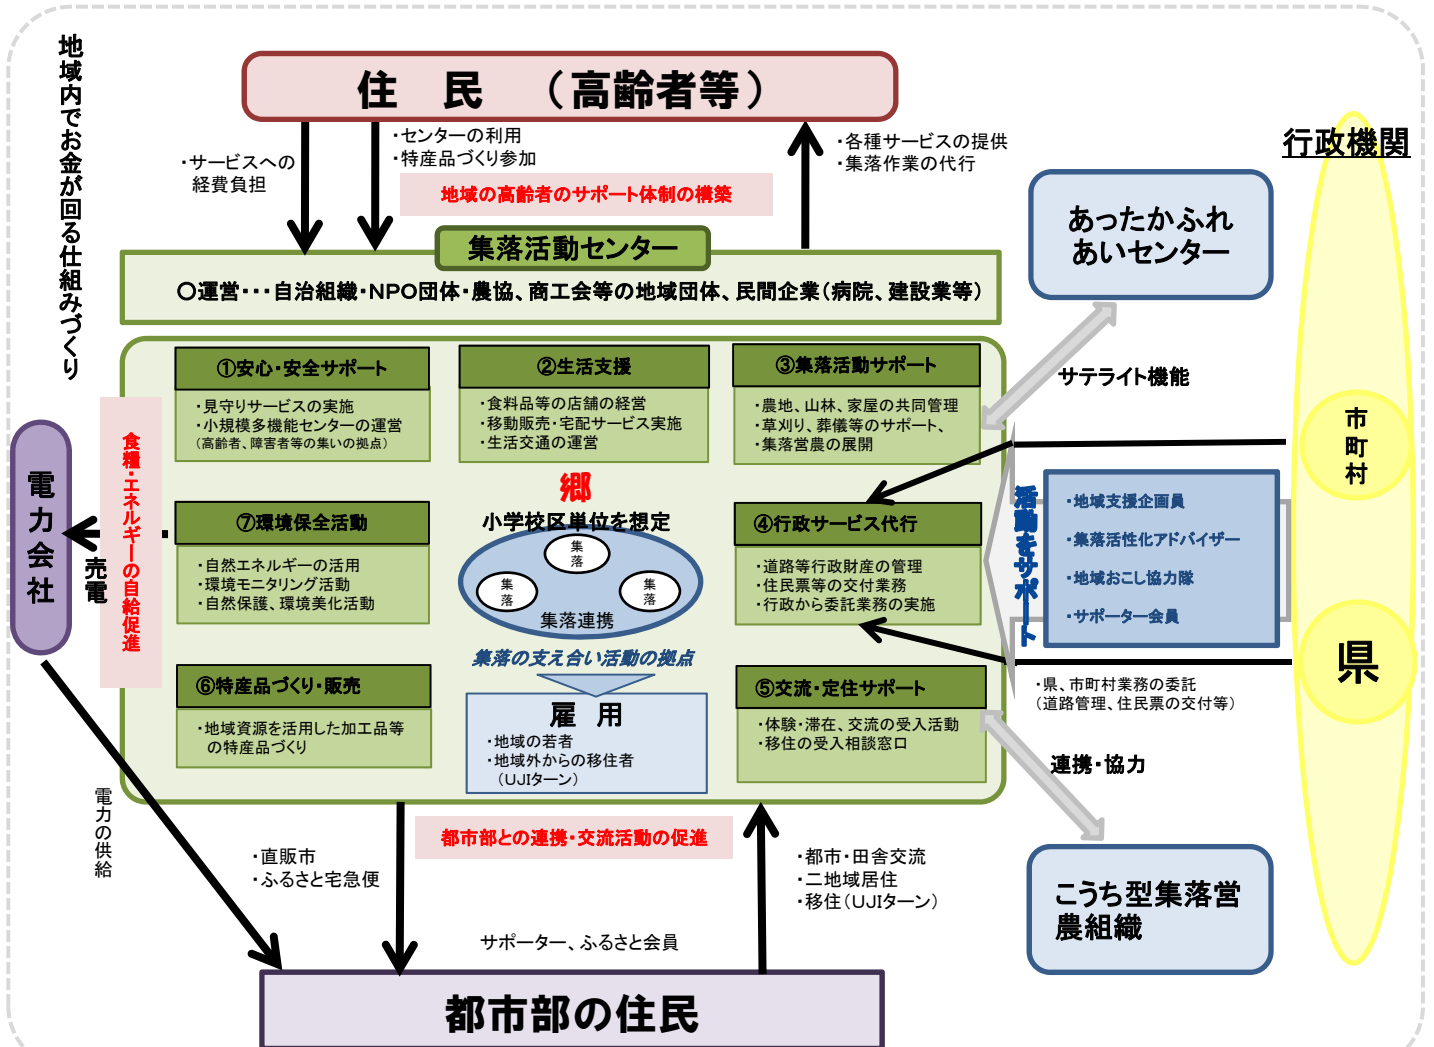 地域内でお金が回る仕組みづくり
住　民　（高齢者等）
・サービスへの
経費負担
・センターの利用
・特産品づくり参加
・各種サービスの提供
・集落作業の代行
地域の高齢者のサポート体制の構築
行政機関
あったかふれ
あいセンター
集落活動センター
○運営・・・自治組織・NPO団体・農協、商工会等の地域団体、民間企業（病院、建設業等）
①安心・安全サポート
・見守りサービスの実施
・小規模多機能センターの運営
（高齢者、障害者等の集いの拠点）
②生活支援
・食料品等の店舗の経営
・移動販売・宅配サービス実施
・生活交通の運営
③集落活動サポート
・農地、山林、家屋の共同管理
・草刈り、葬儀等のサポート、
・集落営農の展開
サテライト機能
市町村
食糧・エネルギーの自給促進
電力会社
売電
郷
小学校区単位を想定
集落
集落
集落
集落連携
集落の支え合い活動の拠点
⑦環境保全活動
・自然エネルギーの活用
・環境モニタリング活動
・自然保護、環境美化活動
④行政サービス代行
・道路等行政財産の管理
・住民票等の交付業務
・行政から委託業務の実施
活動をサポート
・地域支援企画員
・集落活性化アドバイザー
・地域おこし協力隊
・サポーター会員
県
⑥特産品づくり・販売
・地域資源を活用した加工品等
の特産品づくり
雇　用
・地域の若者
・地域外からの移住者
（UJIターン）
⑤交流・定住サポート
・体験・滞在、交流の受入活動
・移住の受入相談窓口
・県、市町村業務の委託
（道路管理、住民票の交付等）
連携・協力
電力の供給
都市部との連携・交流活動の促進
・直販市
・ふるさと宅急便
・都市・田舎交流
・二地域居住
・移住（UJIターン）
サポーター、ふるさと会員
こうち型集落営
農組織
都市部の住民